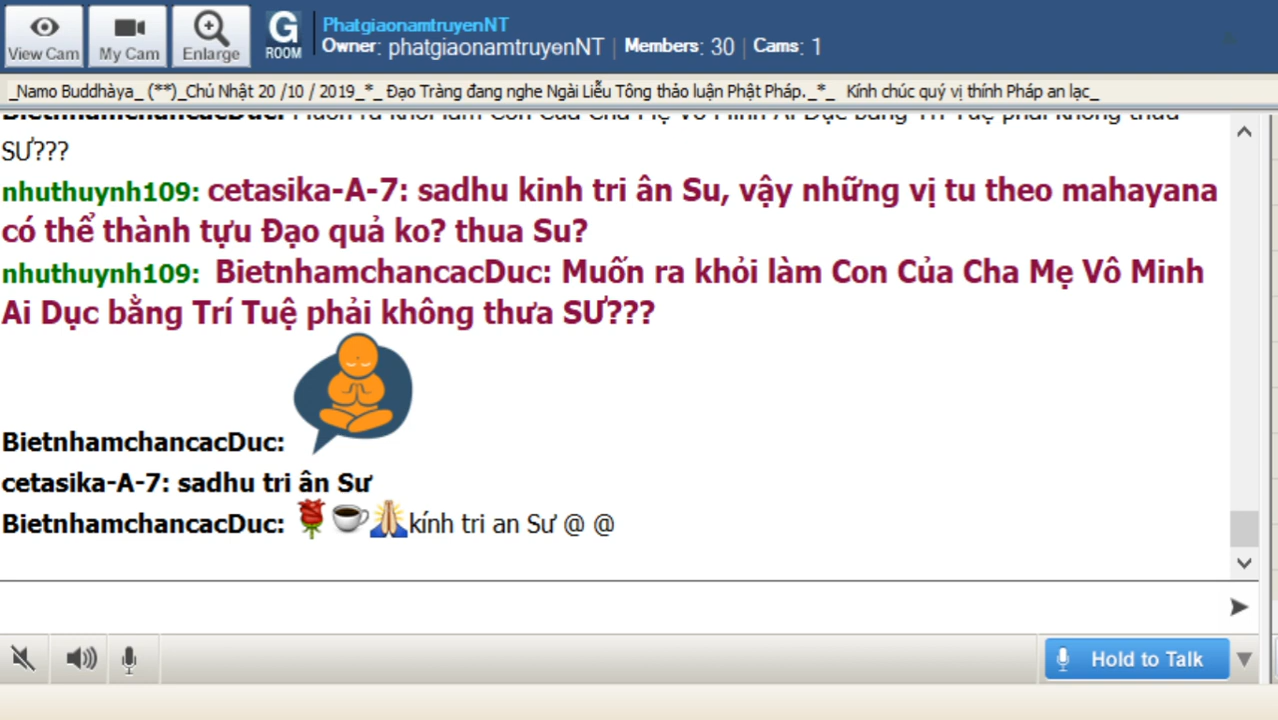 View Cam
My Cam
Enlarge
G
ROOM
PhatgiaonamtruyenNT
Owner: phatgiaonamtruyenNT | Members: 30 | Cams: 1
_Namo Buddhàya_ (**)_Chủ Nhật 20 /10 / 2019_*_ Đạo Tràng đang nghe Ngài Liễu Tông thảo luận Phật Pháp._*_ Kính chúc quý vị thính Pháp an lạc_
BietnhamchancacDuc: Muốn ra khỏi làm Con Của Cha Mẹ Vô Minh Ai Dục bằng Trí Tuệ phải không thưa
SƯ???
nhuthuynh109: cetasika-A-7: sadhu kinh tri ân Su, vậy những vị tu theo mahayana
có thể thành tựu Đạo quả ko? thua Su?
nhuthuynh109: BietnhamchancacDuc: Muốn ra khỏi làm Con Của Cha Mẹ Vô Minh
Ai Dục bằng Trí Tuệ phải không thưa SƯ???
BietnhamchancacDuc:
cetasika-A-7: sadhu tri ân Sư
BietnhamchancacDuc: 🌹☕🙏kính tri an Sư @ @
Hold to Talk